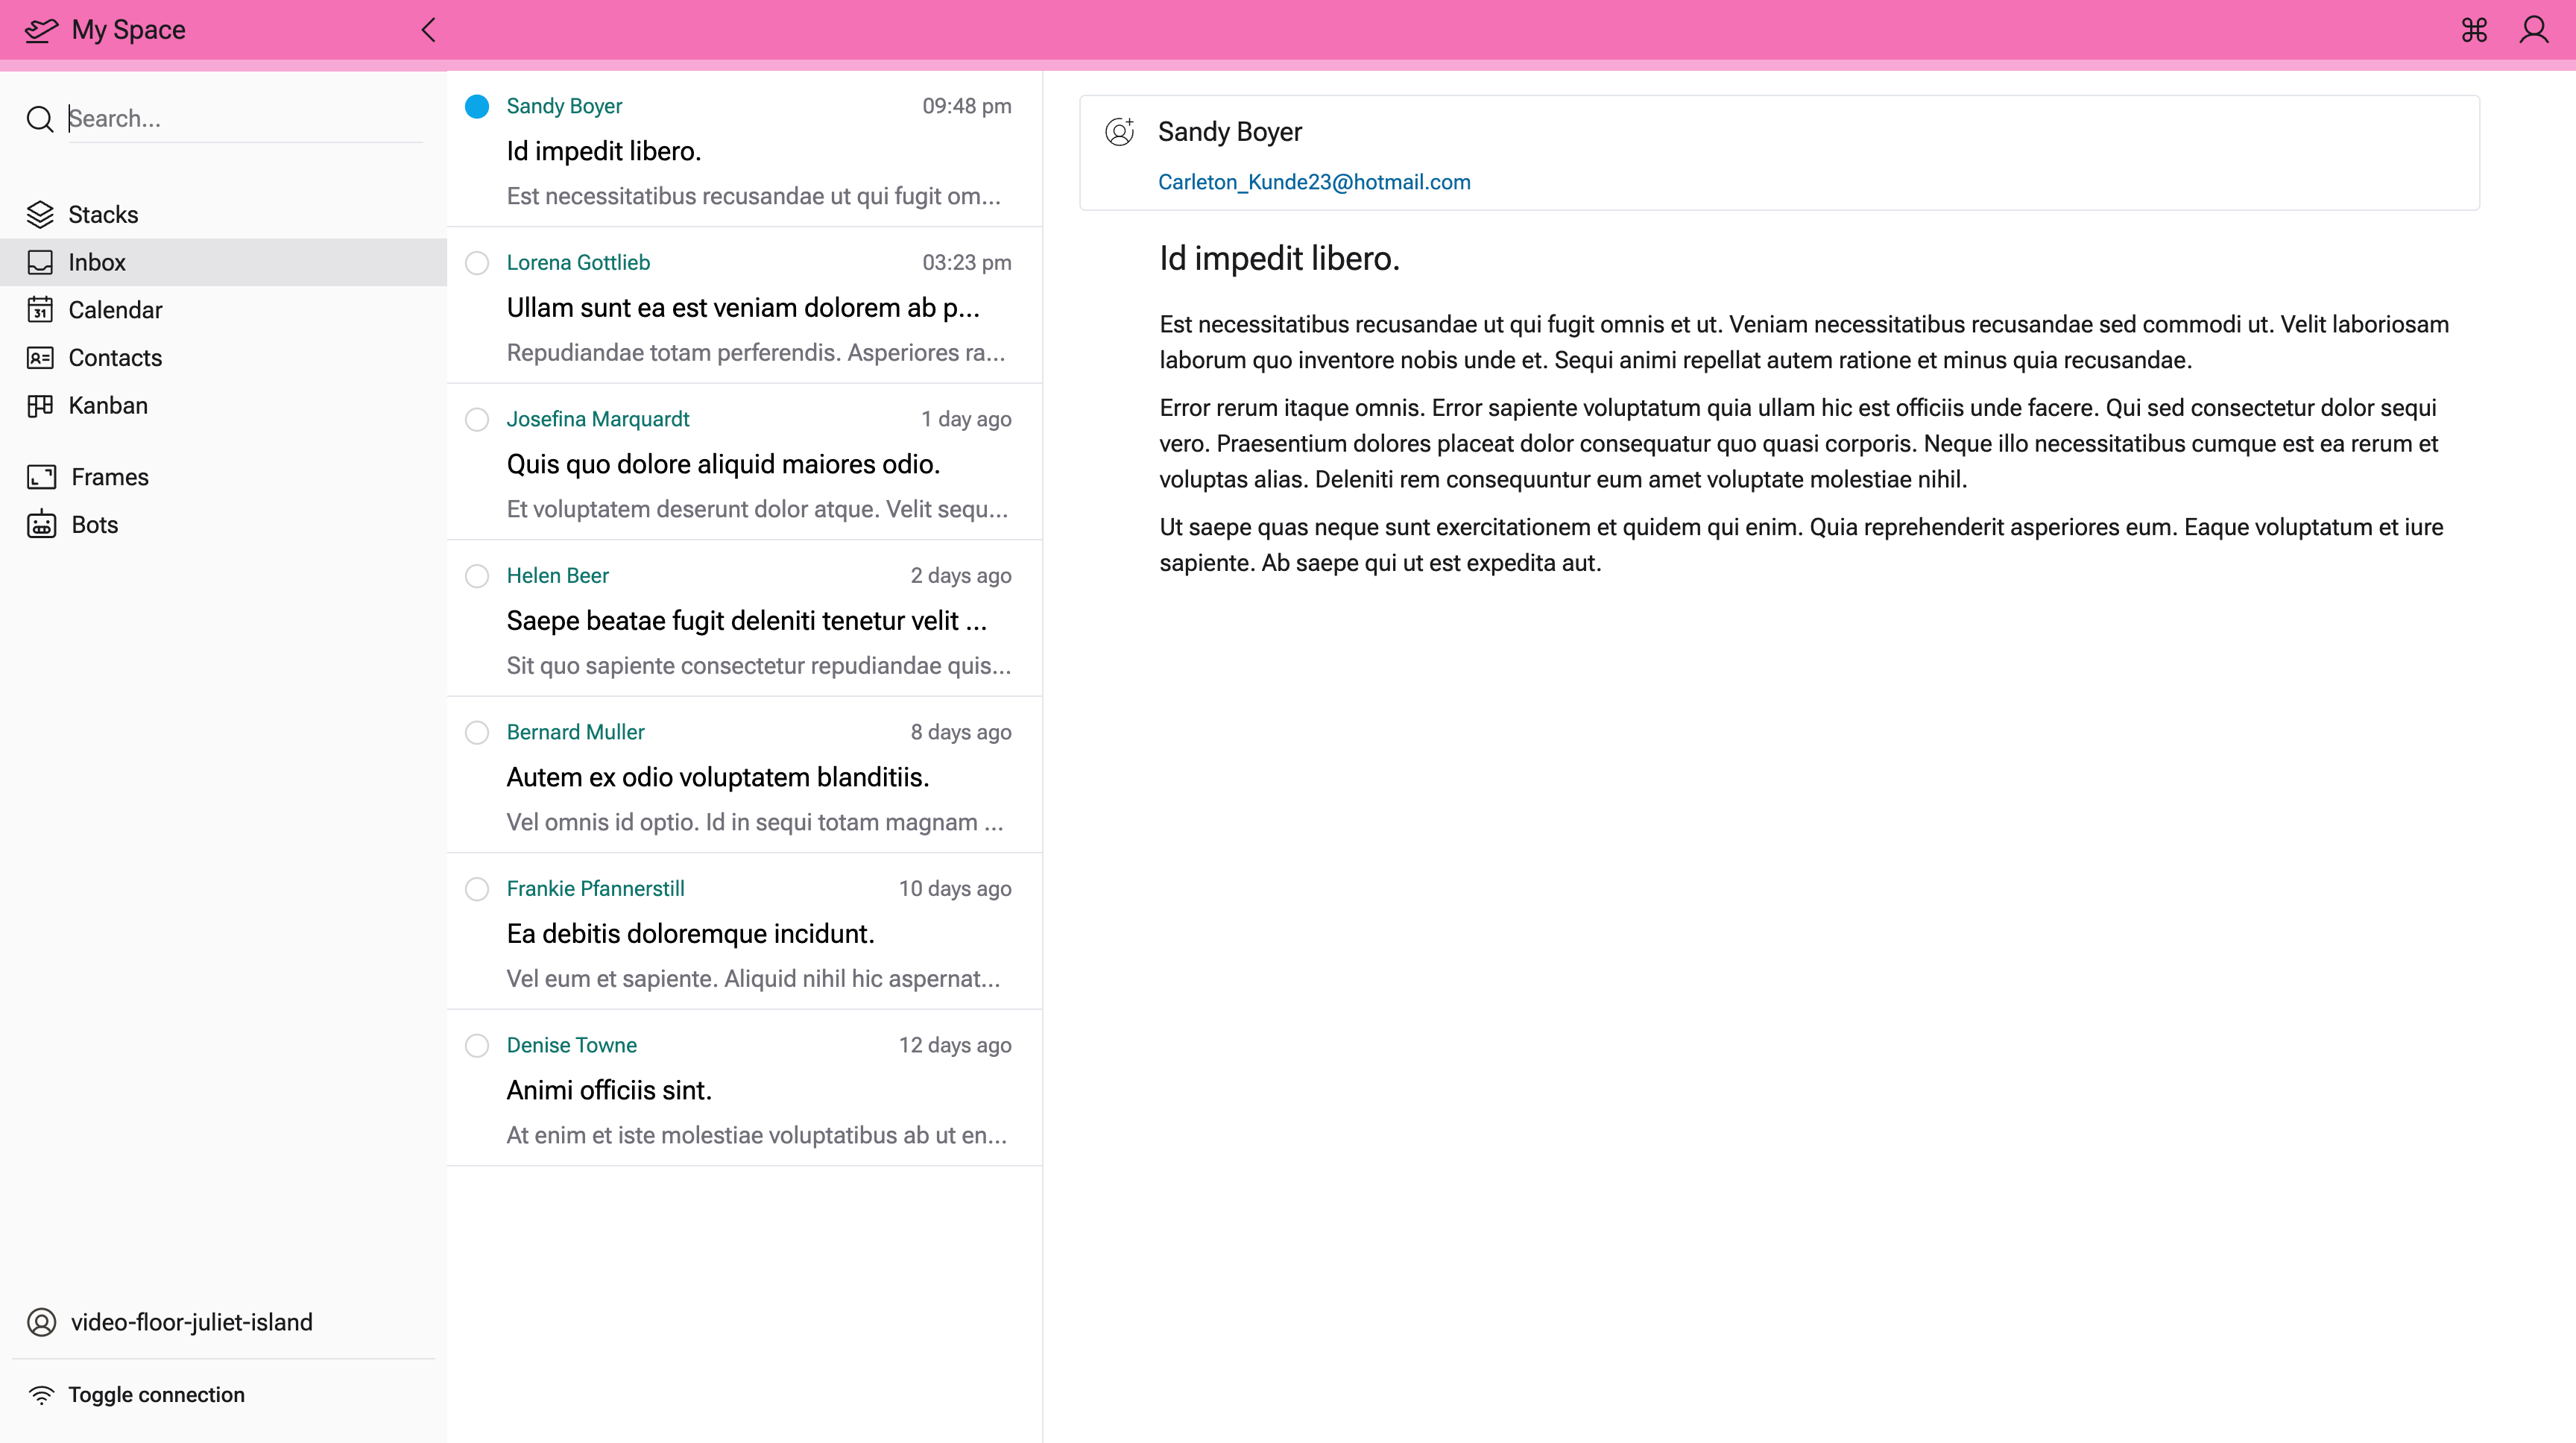 My Space
Search...
Stacks
Inbox
31
Calendar
Contacts
Kanban
Frames
Bots
video-floor-juliet-island
Toggle connection
Sandy Boyer 09:48 pm
Id impedit libero.
Est necessitatibus recusandae ut qui fugit om...
Lorena Gottlieb 03:23 pm
Ullam sunt ea est veniam dolorem ab p...
Repudiandae totam perferendis. Asperiores ra...
Josefina Marquardt 1 day ago
Quis quo dolore aliquid maiores odio.
Et voluptatem deserunt dolor atque. Velit sequ...
Helen Beer 2 days ago
Saepe beatae fugit deleniti tenetur velit ...
Sit quo sapiente consectetur repudiandae quis...
Bernard Muller 8 days ago
Autem ex odio voluptatem blanditiis.
Vel omnis id optio. Id in sequi totam magnam ...
Frankie Pfannerstill 10 days ago
Ea debitis doloremque incidunt.
Vel eum et sapiente. Aliquid nihil hic aspernat...
Denise Towne 12 days ago
Animi officiis sint.
At enim et iste molestiae voluptatibus ab ut en...
Sandy Boyer
Carleton_Kunde23@hotmail.com
Id impedit libero.
Est necessitatibus recusandae ut qui fugit omnis et ut. Veniam necessitatibus recusandae sed commodi ut. Velit laboriosam
laborum quo inventore nobis unde et. Sequi animi repellat autem ratione et minus quia recusandae.
Error rerum itaque omnis. Error sapiente voluptatum quia ullam hic est officiis unde facere. Qui sed consectetur dolor sequi
vero. Praesentium dolores placeat dolor consequatur quo quasi corporis. Neque illo necessitatibus cumque est ea rerum et
voluptas alias. Deleniti rem consequuntur eum amet voluptate molestiae nihil.
Ut saepe quas neque sunt exercitationem et quidem qui enim. Quia reprehenderit asperiores eum. Eaque voluptatum et iure
sapiente. Ab saepe qui ut est expedita aut.